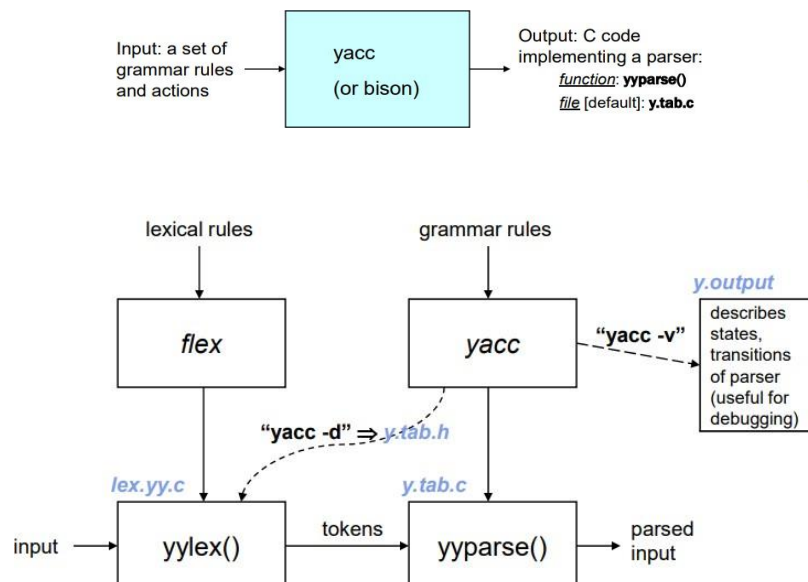 Input: a set of
grammar rules
and actions
yacc
(or bison)
Output: C code
implementing a parser:
function: yyparse()
file [default]: y.tab.c
lexical rules
grammar rules
y.output
flex
yacc
“yacc -v”
describes
states,
transitions
of parser
(useful for
debugging)
“yacc -d” ⇒ y.tab.h
lex.yy.c
y.tab.c
input
yylex()
tokens
yyparse()
parsed
input